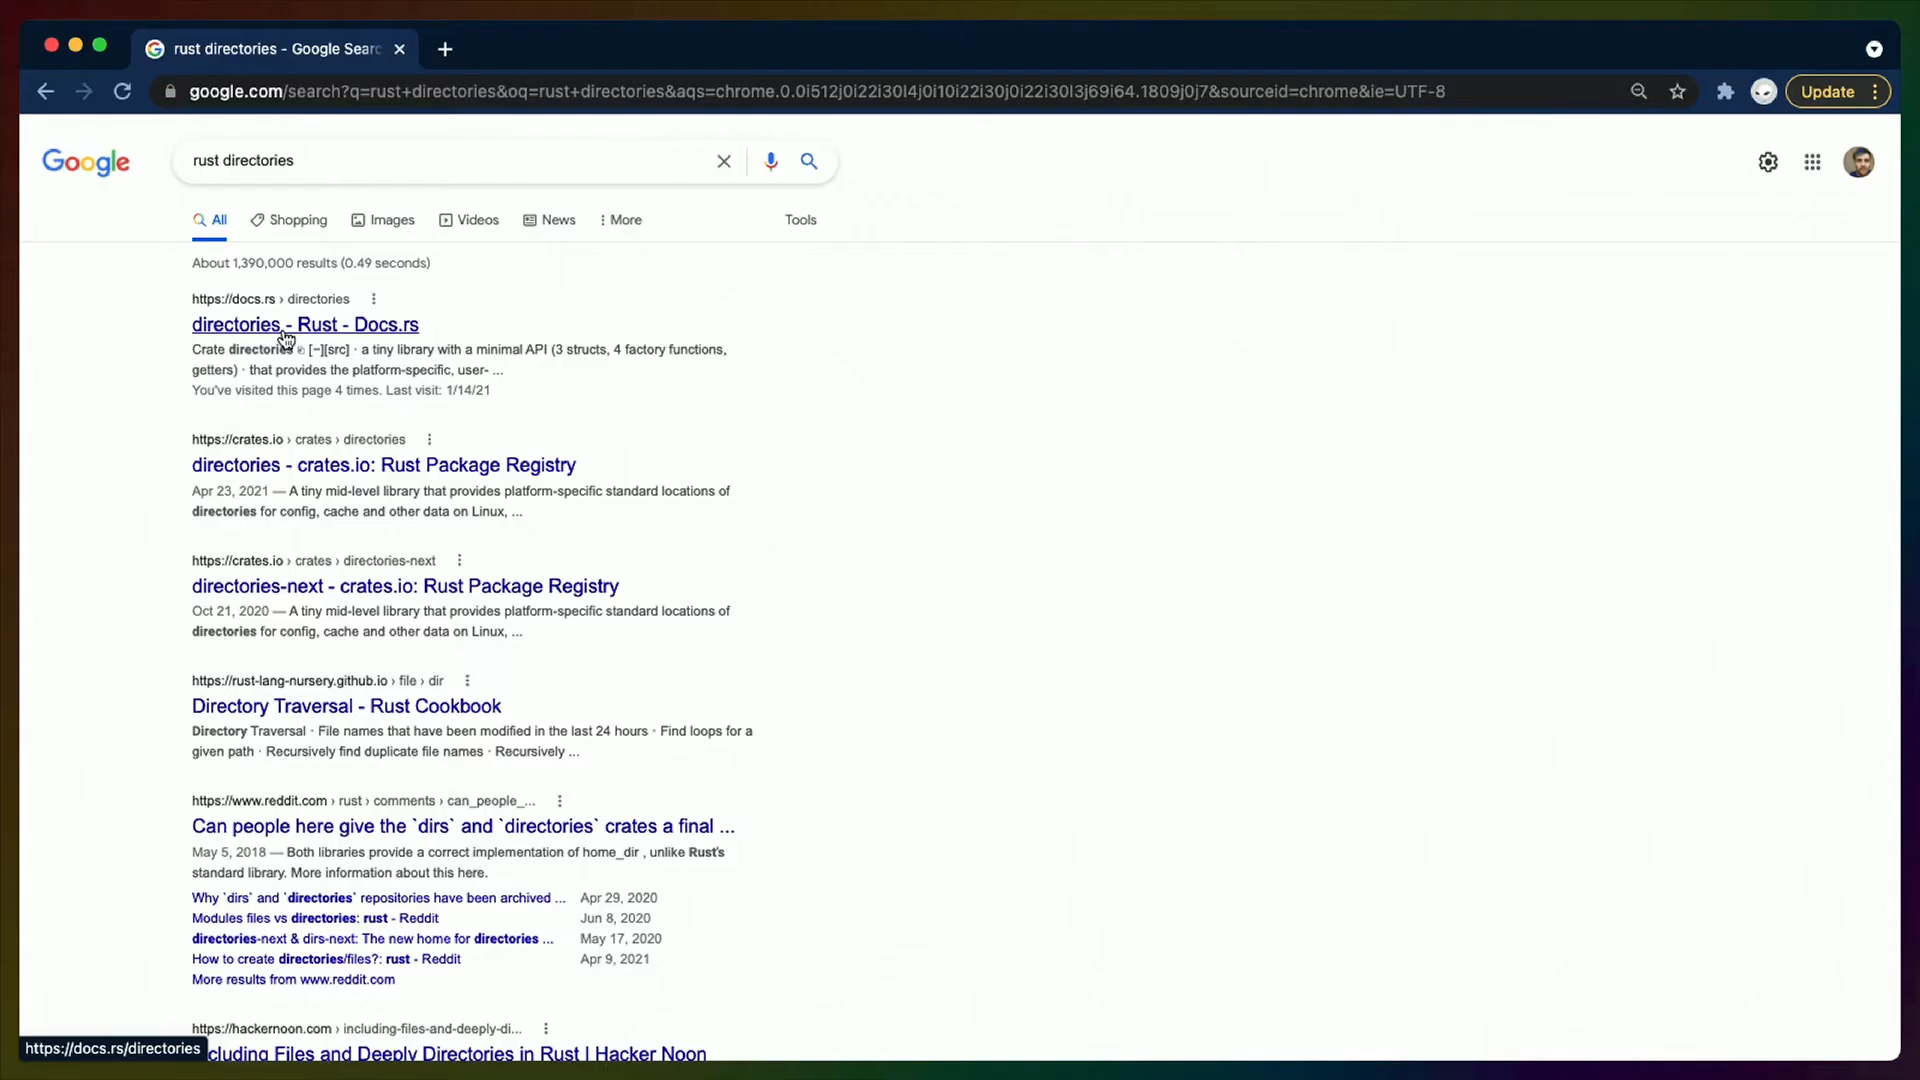 rust directories - Google Searc
google.com/search?q=rust+directories&oq=rust+directories&aqs=chrome.0.0i512j0i22i30l4j0i10i22i30j0i22i30l3j69i64.1809j0j7&sourceid=chrome&ie=UTF-8
Update
Google
rust directories
All Shopping Images Videos News More Tools
About 1,390,000 results (0.49 seconds)
https://docs.rs › directories
directories - Rust - Docs.rs
Crate directories [−][src] · a tiny library with a minimal API (3 structs, 4 factory functions,
getters) · that provides the platform-specific, user- ...
You've visited this page 4 times. Last visit: 1/14/21
https://crates.io › crates › directories
directories - crates.io: Rust Package Registry
Apr 23, 2021 — A tiny mid-level library that provides platform-specific standard locations of
directories for config, cache and other data on Linux, ...
https://crates.io › crates › directories-next
directories-next - crates.io: Rust Package Registry
Oct 21, 2020 — A tiny mid-level library that provides platform-specific standard locations of
directories for config, cache and other data on Linux, ...
https://rust-lang-nursery.github.io › file › dir
Directory Traversal - Rust Cookbook
Directory Traversal · File names that have been modified in the last 24 hours · Find loops for a
given path · Recursively find duplicate file names · Recursively ...
https://www.reddit.com › rust › comments › can_people_...
Can people here give the `dirs` and `directories` crates a final ...
May 5, 2018 — Both libraries provide a correct implementation of home_dir , unlike Rust's
standard library. More information about this here.
Why `dirs` and `directories` repositories have been archived ... Apr 29, 2020
Modules files vs directories: rust - Reddit Jun 8, 2020
directories-next & dirs-next: The new home for directories ... May 17, 2020
How to create directories/files?: rust - Reddit Apr 9, 2021
More results from www.reddit.com
https://hackernoon.com › including-files-and-deeply-di...
cluding Files and Deeply Directories in Rust | Hacker Noon
https://docs.rs/directories